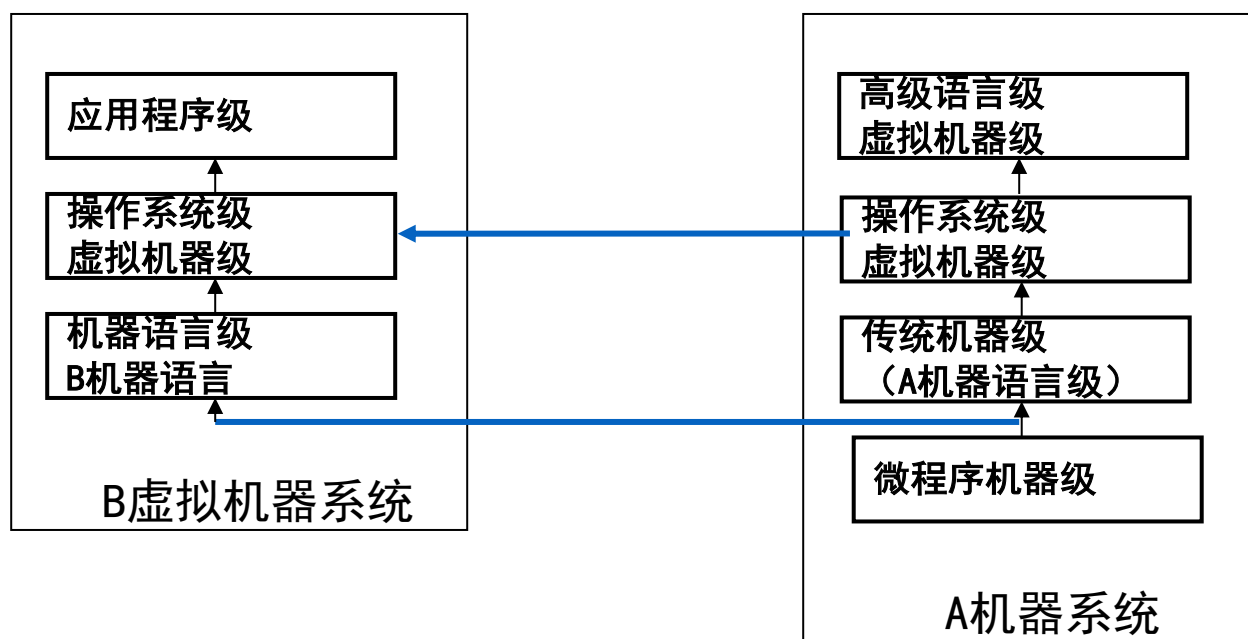 应用程序级
操作系统级
虚拟机器级
机器语言级
B机器语言
B虚拟机器系统
高级语言级
虚拟机器级
操作系统级
虚拟机器级
传统机器级
（A机器语言级）
微程序机器级
A机器系统